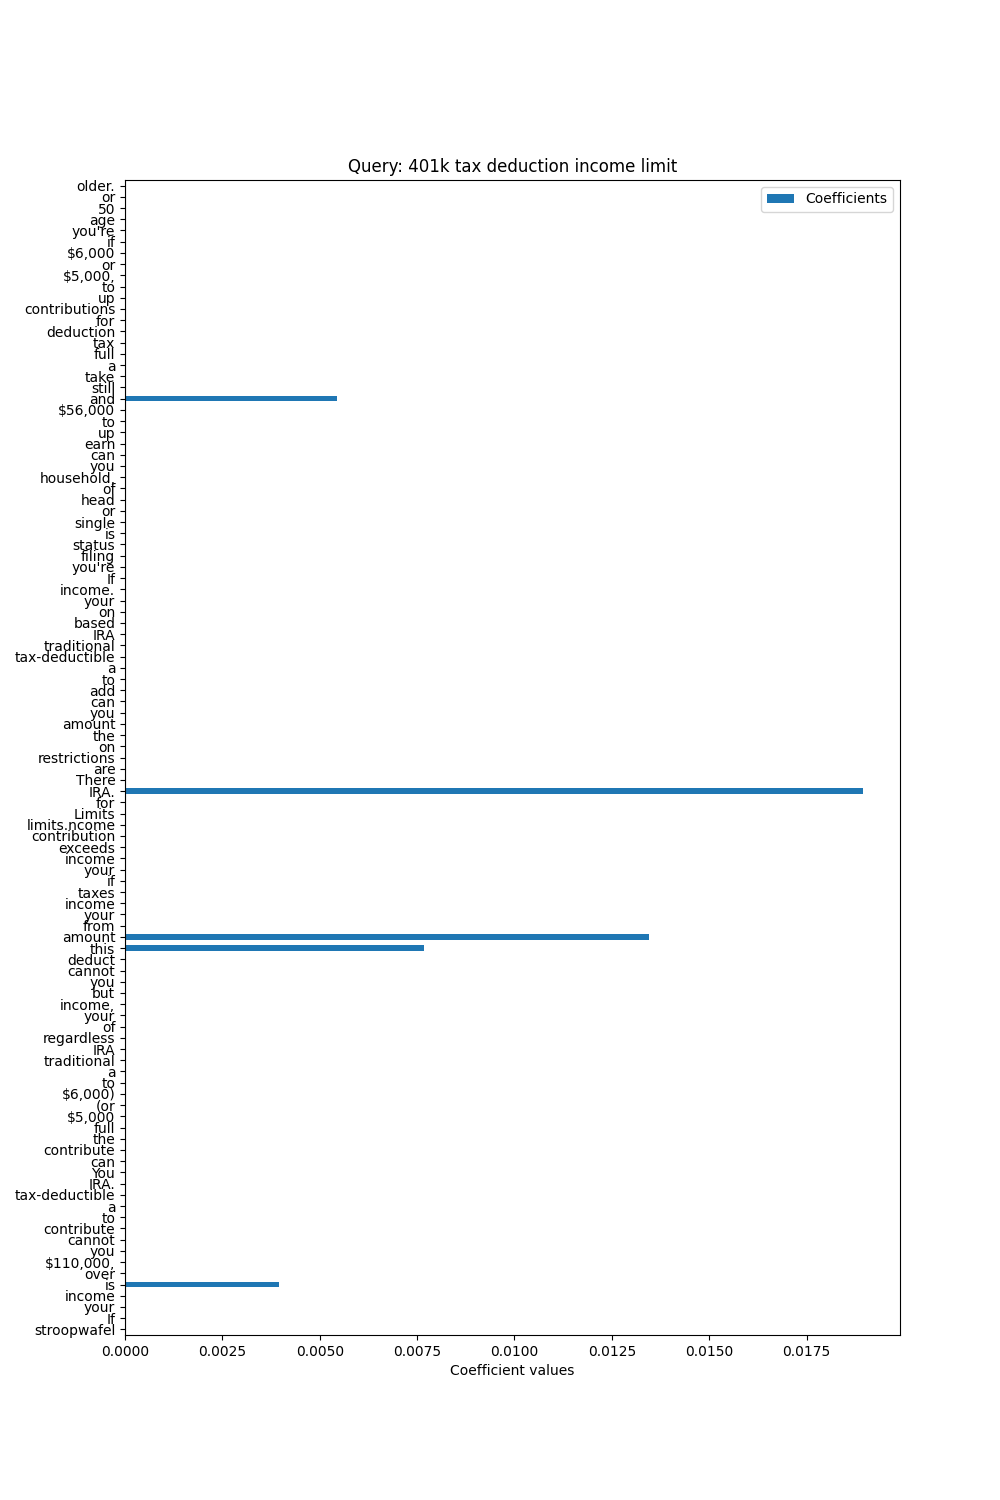 Query: 401k tax deduction income limit
Coefficients
older.
or
50
age
you're
if
$6,000
or
$5,000,
to
up
contributions
for
deduction
tax
full
a
take
still
and
$56,000
to
up
earn
can
you
household,
of
head
or
single
is
status
filing
you're
If
income.
your
on
based
IRA
traditional
tax-deductible
a
to
add
can
you
amount
the
on
restrictions
are
There
IRA.
for
Limits
limits.ncome
contribution
exceeds
income
your
if
taxes
income
your
from
amount
this
deduct
cannot
you
but
income,
your
of
regardless
IRA
traditional
a
to
$6,000)
(or
$5,000
full
the
contribute
can
You
IRA.
tax-deductible
a
to
contribute
cannot
you
$110,000,
over
is
income
your
If
stroopwafel
0.0000 0.0025 0.0050 0.0075 0.0100 0.0125 0.0150 0.0175
Coefficient values